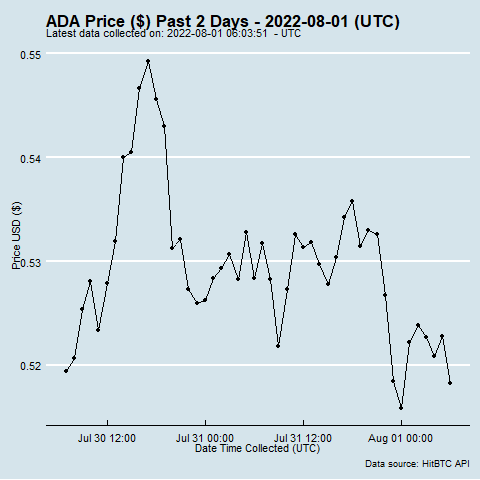 ADA Price ($) Past 2 Days - 2022-08-01 (UTC)
Latest data collected on: 2022-08-01 06:03:51 - UTC
0.55
0.54
0.53
0.52
Price USD ($)
Jul 30 12:00
Jul 31 00:00
Jul 31 12:00
Aug 01 00:00
Date Time Collected (UTC)
Data source: HitBTC API